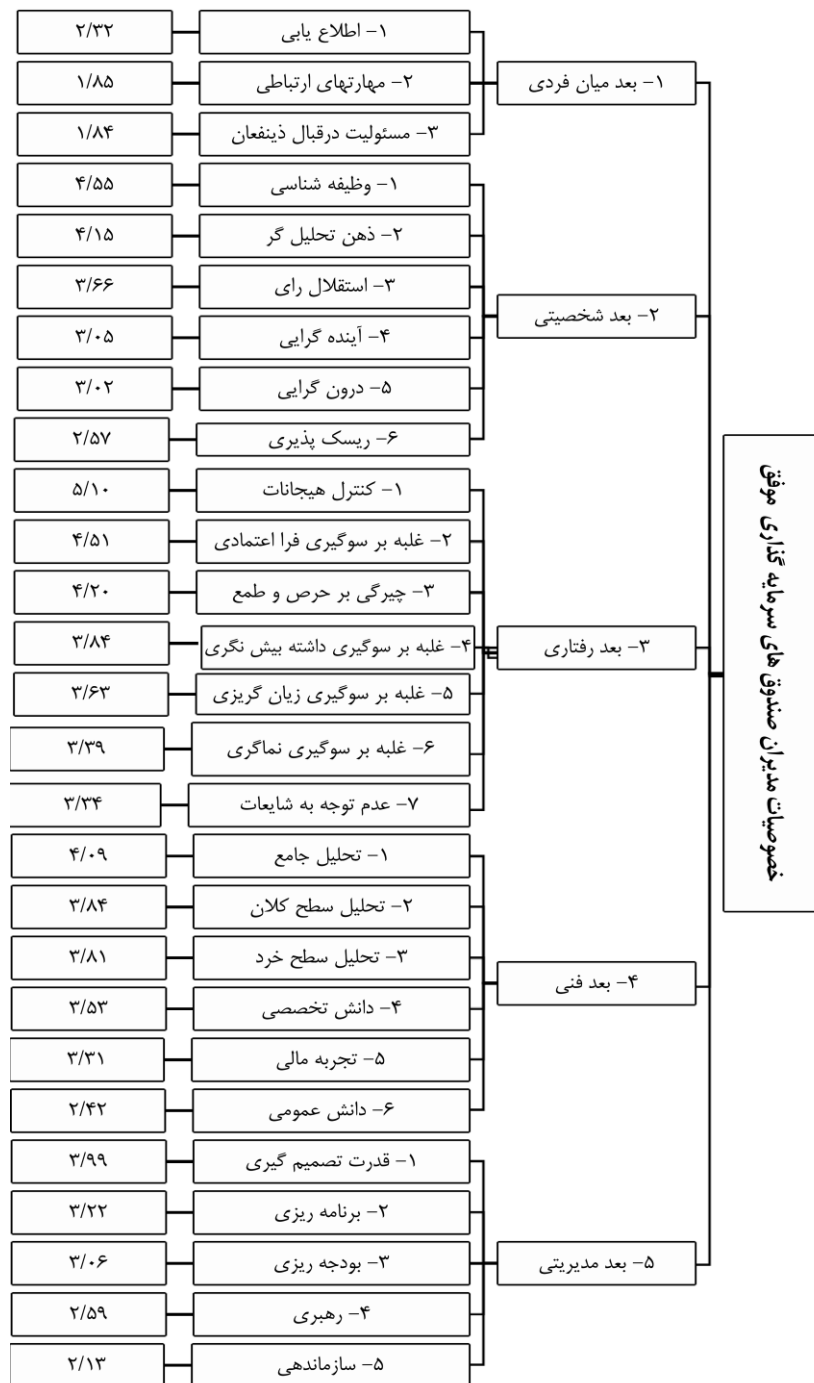 خصوصیات مدیران صندوق های سرمایه گذاری موفق
۱- بعد میان فردی
۱- اطلاع یابی
۲/۳۲
۲- مهارتهای ارتباطی
۱/۸۵
۳- مسئولیت درقبال ذینفعان
۱/۸۴
۲- بعد شخصیتی
۱- وظیفه شناسی
۴/۵۵
۲- ذهن تحلیل گر
۴/۱۵
۳- استقلال رای
۳/۶۶
۴- آینده گرایی
۳/۰۵
۵- درون گرایی
۳/۰۲
۶- ریسک پذیری
۲/۵۷
۳- بعد رفتاری
۱- کنترل هیجانات
۵/۱۰
۲- غلبه بر سوگیری فرا اعتمادی
۴/۵۱
۳- چیرگی بر حرص و طمع
۴/۲۰
۴- غلبه بر سوگیری داشته بیش نگری
۳/۸۴
۵- غلبه بر سوگیری زیان گریزی
۳/۶۳
۶- غلبه بر سوگیری نماگری
۳/۳۹
۷- عدم توجه به شایعات
۳/۳۴
۴- بعد فنی
۱- تحلیل جامع
۴/۰۹
۲- تحلیل سطح کلان
۳/۸۴
۳- تحلیل سطح خرد
۳/۸۱
۴- دانش تخصصی
۳/۵۳
۵- تجربه مالی
۳/۳۱
۶- دانش عمومی
۲/۴۲
۵- بعد مدیریتی
۱- قدرت تصمیم گیری
۳/۹۹
۲- برنامه ریزی
۳/۲۲
۳- بودجه ریزی
۳/۰۶
۴- رهبری
۲/۵۹
۵- سازماندهی
۲/۱۳